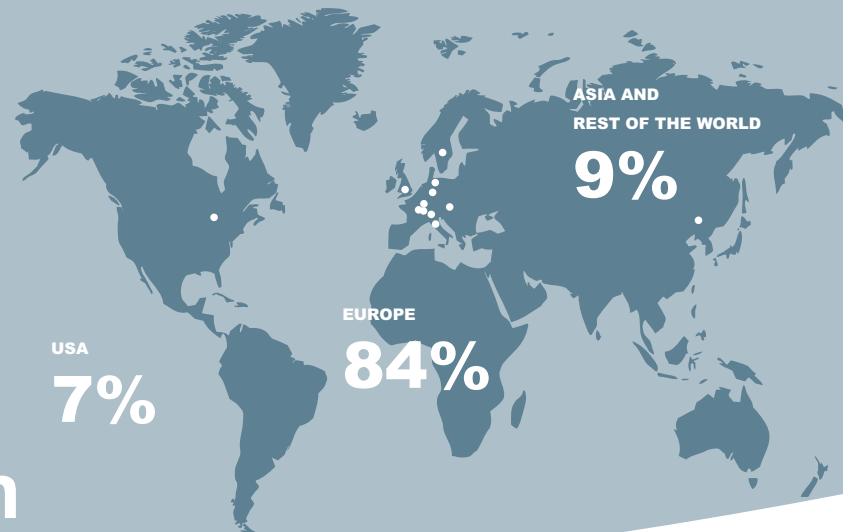 ASIA AND
REST OF THE WORLD
9%
EUROPE
84%
USA
7%